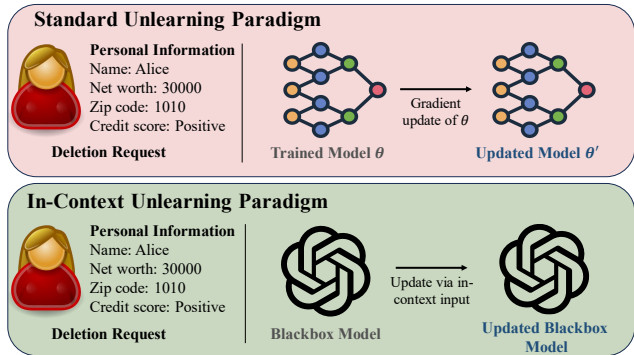 Standard Unlearning Paradigm
Personal Information
Name: Alice
Net worth: 30000
Zip code: 1010
Credit score: Positive
Deletion Request
Gradient
update of θ
Trained Model θ
Updated Model θ′
In-Context Unlearning Paradigm
Personal Information
Name: Alice
Net worth: 30000
Zip code: 1010
Credit score: Positive
Deletion Request
Update via in-
context input
Blackbox Model
Updated Blackbox
Model